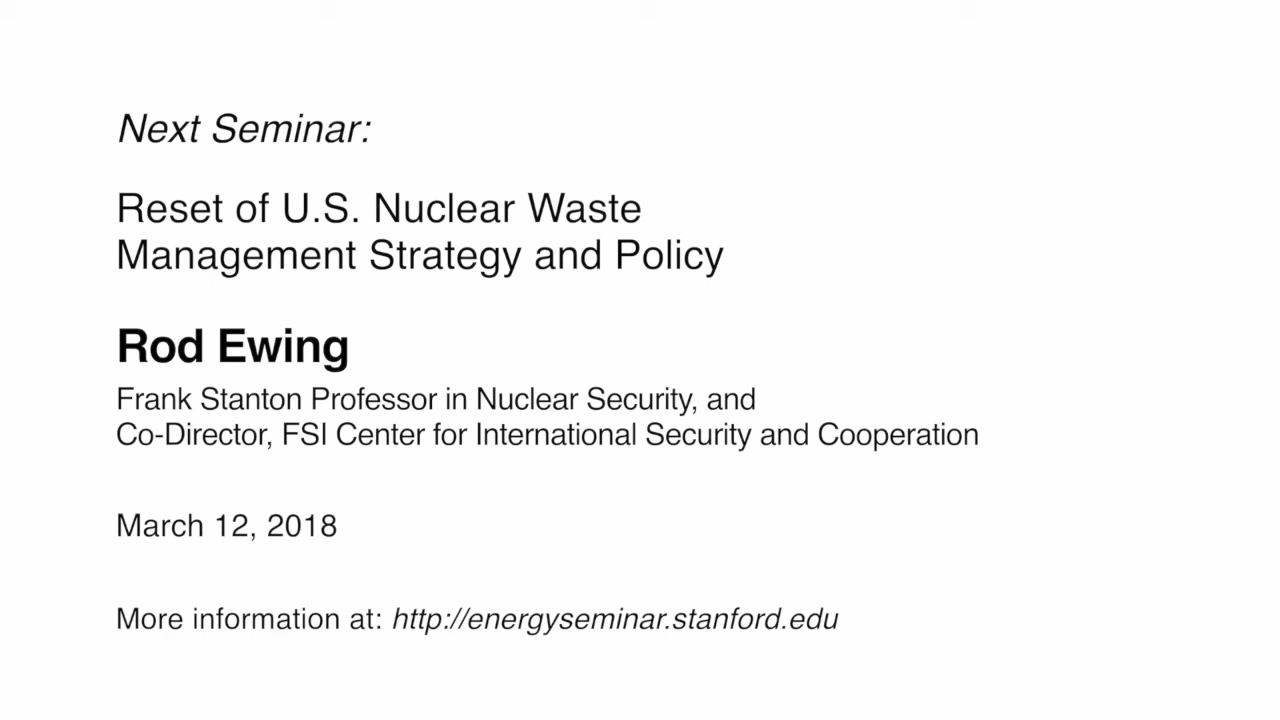 Next Seminar:
Reset of U.S. Nuclear Waste
Management Strategy and Policy
Rod Ewing
Frank Stanton Professor in Nuclear Security, and
Co-Director, FSI Center for International Security and Cooperation
March 12, 2018
More information at: http://energyseminar.stanford.edu